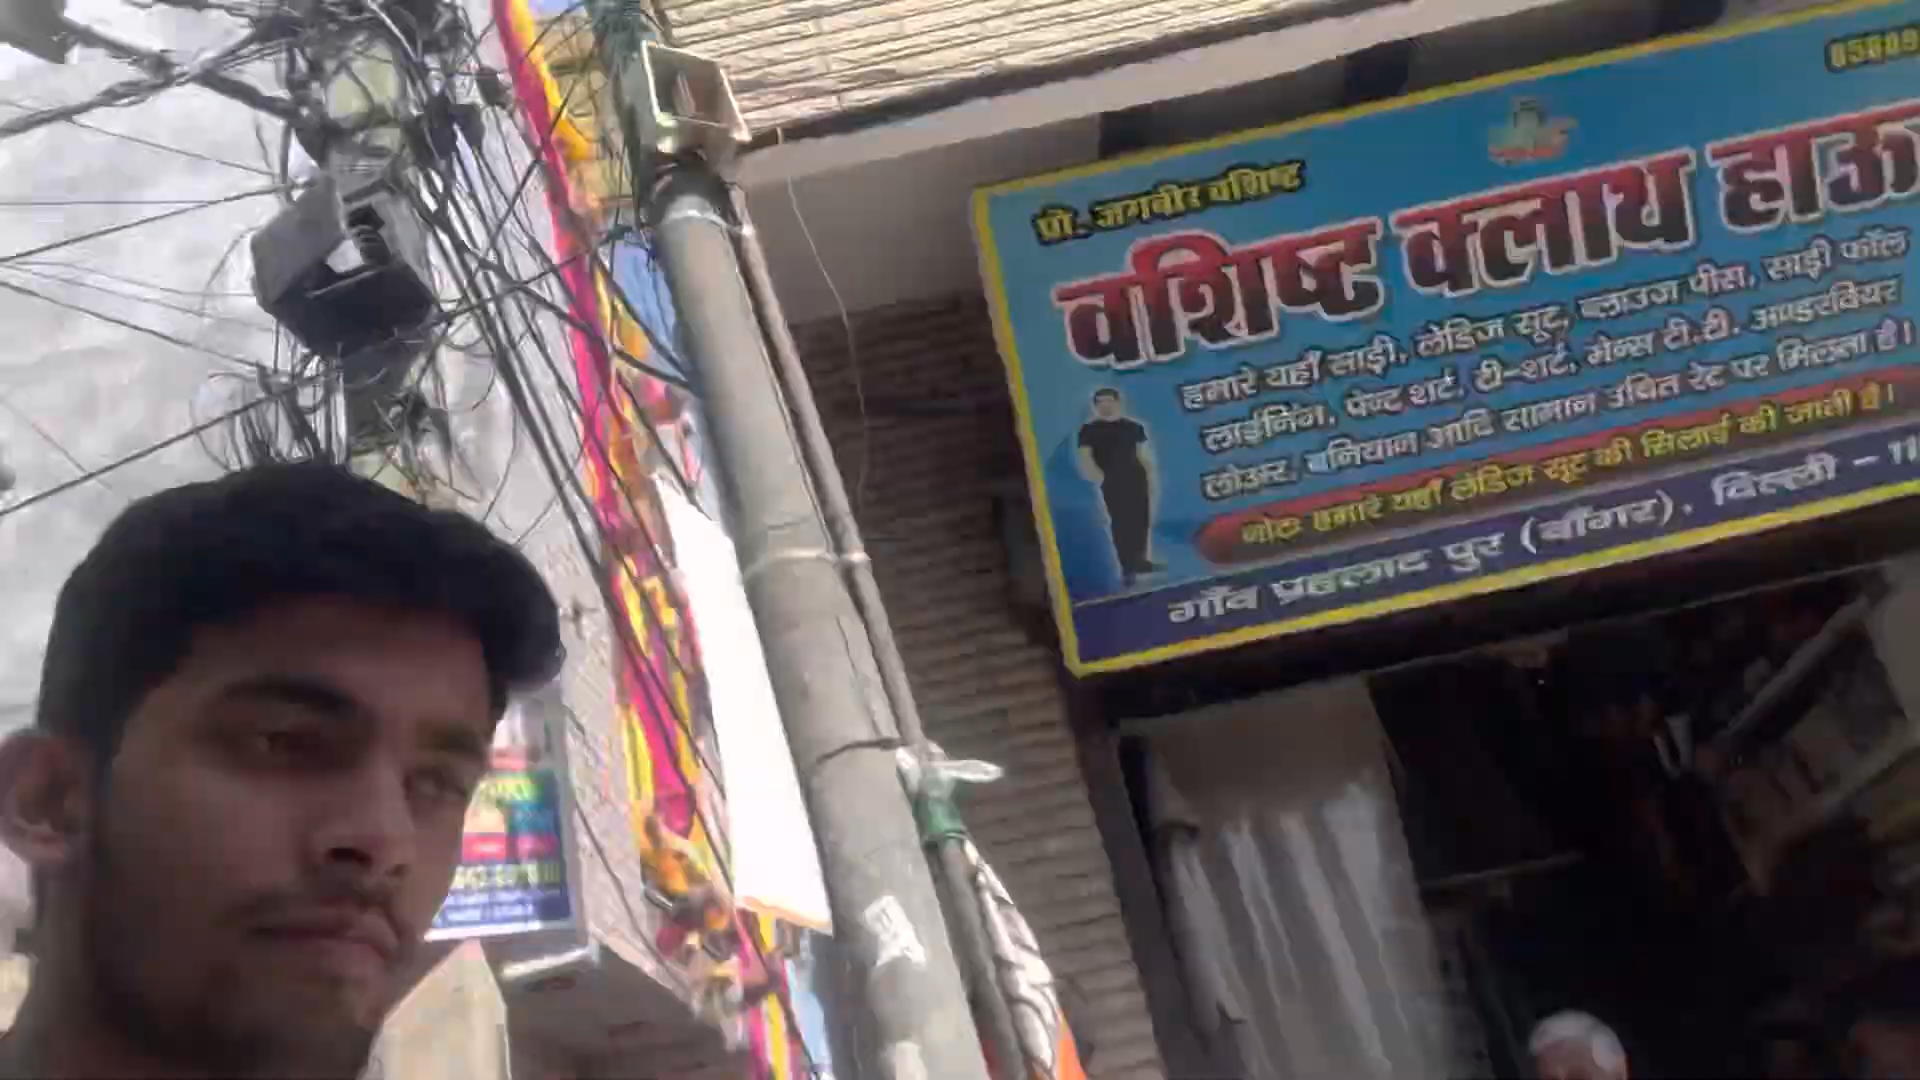 प्रो. जगबीर वशिष्ट
वशिष्ट क्लाथ हाऊ
हमारे यहाँ साड़ी, लेडिज सूट, ब्लाउज पीस, साड़ी फॉल
लाईनिंग, पेण्ट शर्ट, टी-शर्ट, मेन्स टी.टी. अण्डरवियर
लोअर, बनियान आदि सामान उचित रेट पर मिलता है।
नोटः हमारे यहाँ लेडिज सूट की सिलाई की जाती है।
गाँव प्रहलाद पुर (बाँगर), दिल्ली - 11